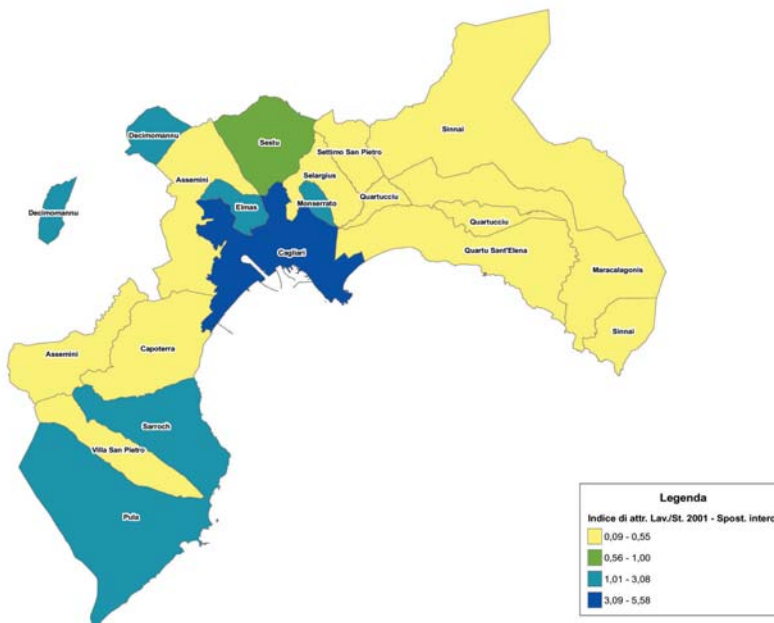 Decimomannu
Sestu
Sinnai
Settimo San Pietro
Assemini
Selargius
Quartucciu
Decimomannu
Elmas
Monserrato
Quartucciu
Cagliari
Quartu Sant'Elena
Maracalagonis
Sinnai
Capoterra
Assemini
Sarroch
Villa San Pietro
Pula
Legenda
Indice di attr. Lav./St. 2001 - Spost. interc
0,09 - 0,55
0,56 - 1,00
1,01 - 3,08
3,09 - 5,58